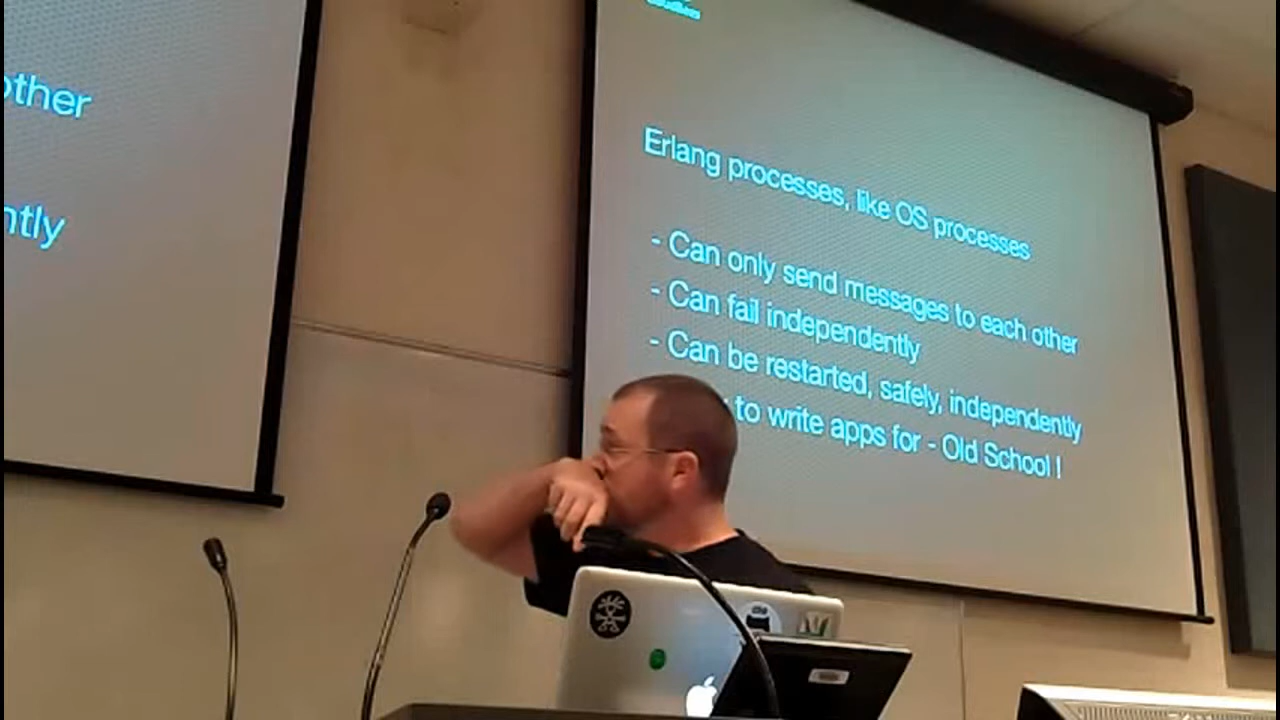 other
ntly
Erlang processes, like OS processes
- Can only send messages to each other
- Can fail independently
- Can be restarted, safely, independently
to write apps for - Old School !